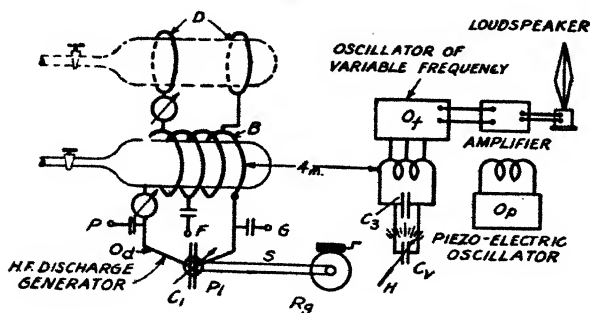 D
LOUDSPEAKER
OSCILLATOR OF
VARIABLE FREQUENCY
Of
AMPLIFIER
B
4m.
P
F
G
Od
H.F. DISCHARGE
GENERATOR
C1
P1
S
Rg
C3
CV
H
Op
PIEZO-ELECTRIC
OSCILLATOR